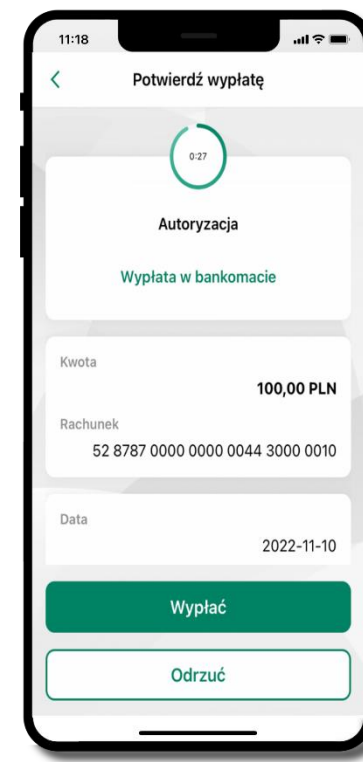 11:18
Potwierdź wypłatę
0:27
Autoryzacja
Wypłata w bankomacie
Kwota
100,00 PLN
Rachunek
52 8787 0000 0000 0044 3000 0010
Data
2022-11-10
Wypłać
Odrzuć